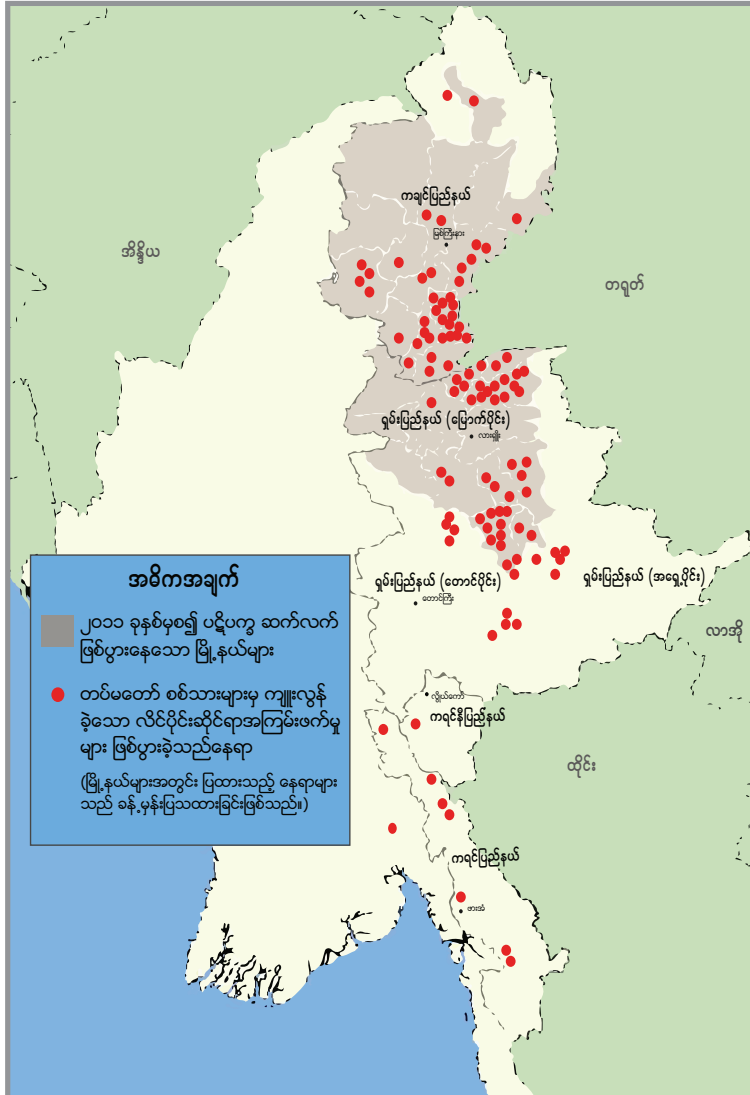 ကချင်ပြည်နယ်
မြစ်ကြီးနား
အိန္ဒိယ
တရုတ်
ရှမ်းပြည်နယ် (မြောက်ပိုင်း)
လားရှိုး
ရှမ်းပြည်နယ် (တောင်ပိုင်း)
ရှမ်းပြည်နယ် (အရှေ့ပိုင်း)
တောင်ကြီး
လာအို
အဓိကအချက်
၂၀၁၁ ခုနှစ်မှစ၍ ပဋိပက္ခ ဆက်လက်
ဖြစ်ပွားနေသော မြို့နယ်များ
တပ်မတော် စစ်သားများမှ ကျူးလွန်
ခဲ့သော လိင်ပိုင်းဆိုင်ရာအကြမ်းဖက်မှု
များ ဖြစ်ပွားခဲ့သည်နေရာ
(မြို့နယ်များအတွင်း ပြထားသည့် နေရာများ
သည် ခန့်မှန်းပြသထားခြင်းဖြစ်သည်။)
လွိုင်ကော်
ကရင်နီပြည်နယ်
ထိုင်း
ကရင်ပြည်နယ်
ဖားအံ